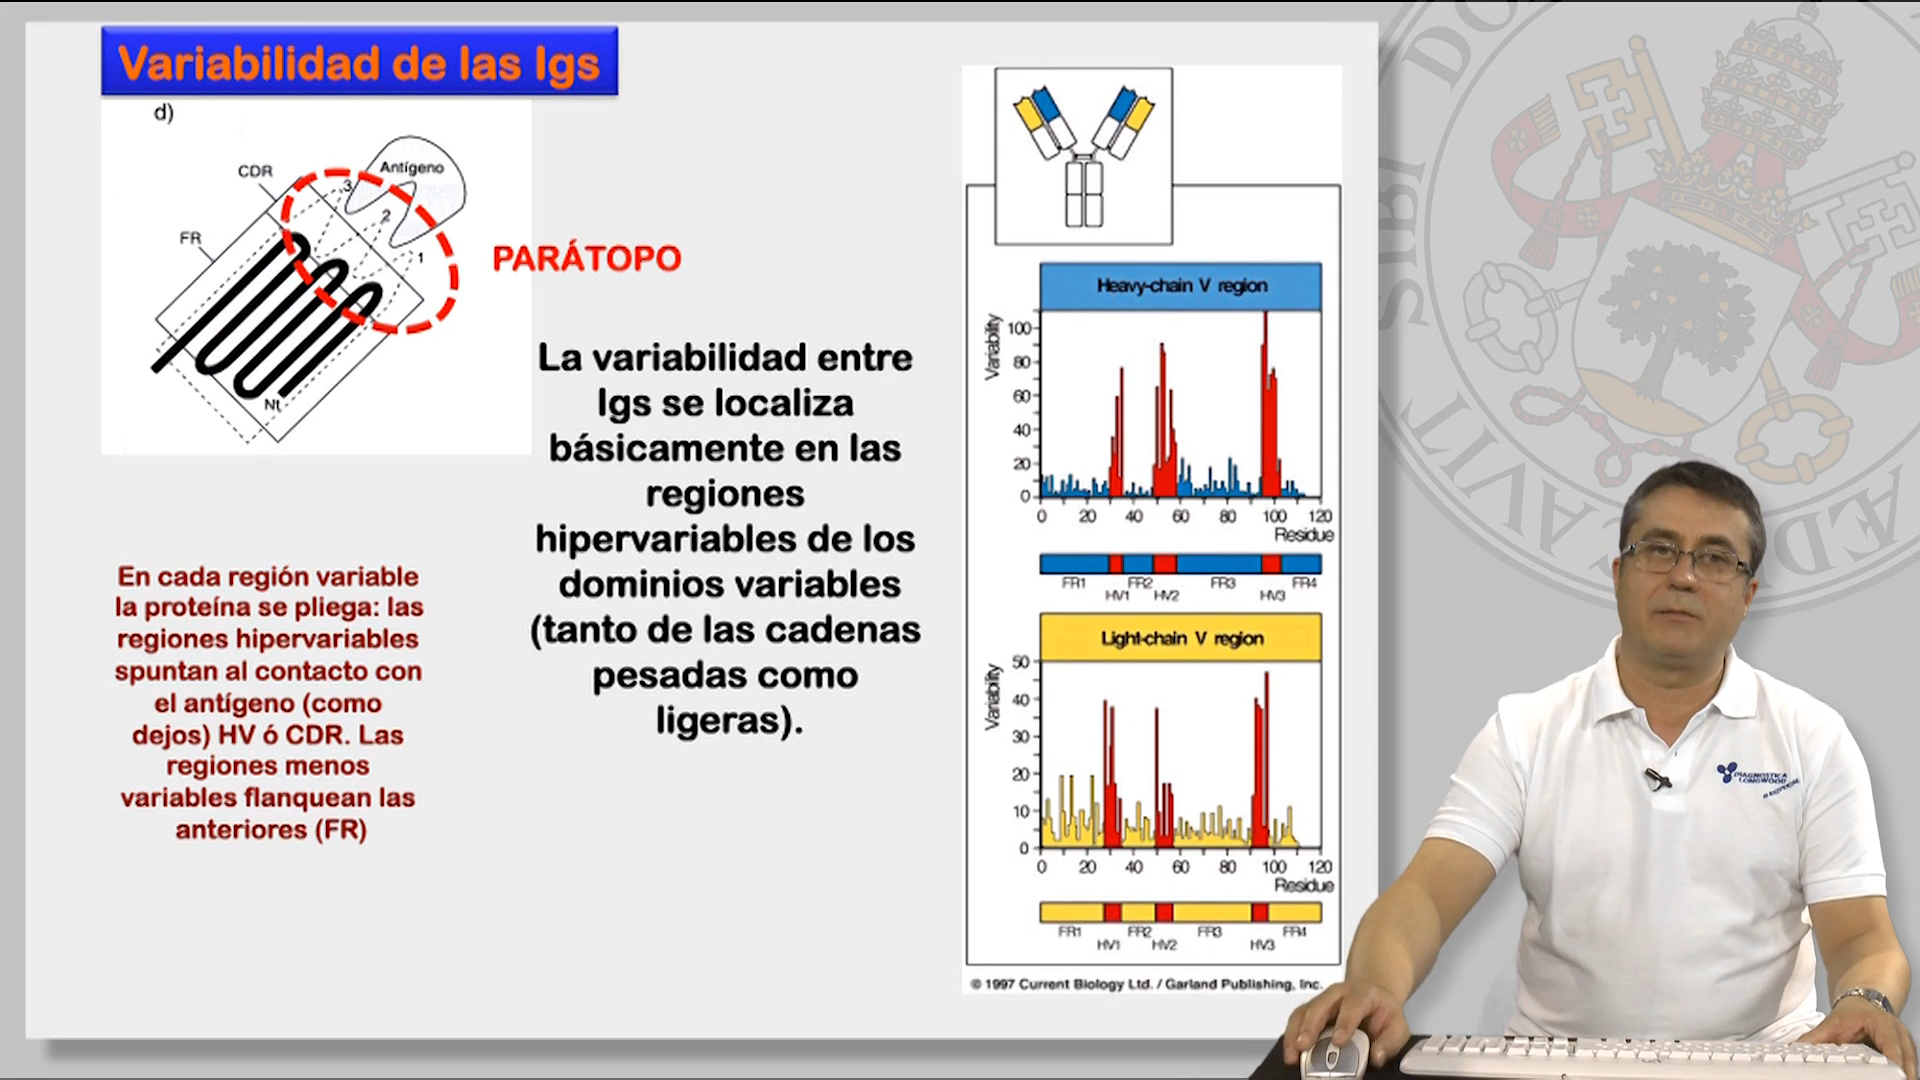 Variabilidad de las Igs
d)
CDR
Antígeno
3
2
1
FR
Nt
PARÁTOPO
La variabilidad entre
Igs se localiza
básicamente en las
regiones
hipervariables de los
dominios variables
(tanto de las cadenas
pesadas como
ligeras).
En cada región variable
la proteína se pliega: las
regiones hipervariables
spuntan al contacto con
el antígeno (como
dejos) HV ó CDR. Las
regiones menos
variables flanquean las
anteriores (FR)
Heavy-chain V region
Variability
100
80
60
40
20
0
0 20 40 60 80 100 120
Residue
FR1 FR2 FR3 FR4
HV1 HV2 HV3
Light-chain V region
Variability
50
40
30
20
10
0
0 20 40 60 80 100 120
Residue
FR1 FR2 FR3 FR4
HV1 HV2 HV3
© 1997 Current Biology Ltd. / Garland Publishing, Inc.
SIBI
DIAGNOSTICA
LONGWOOD